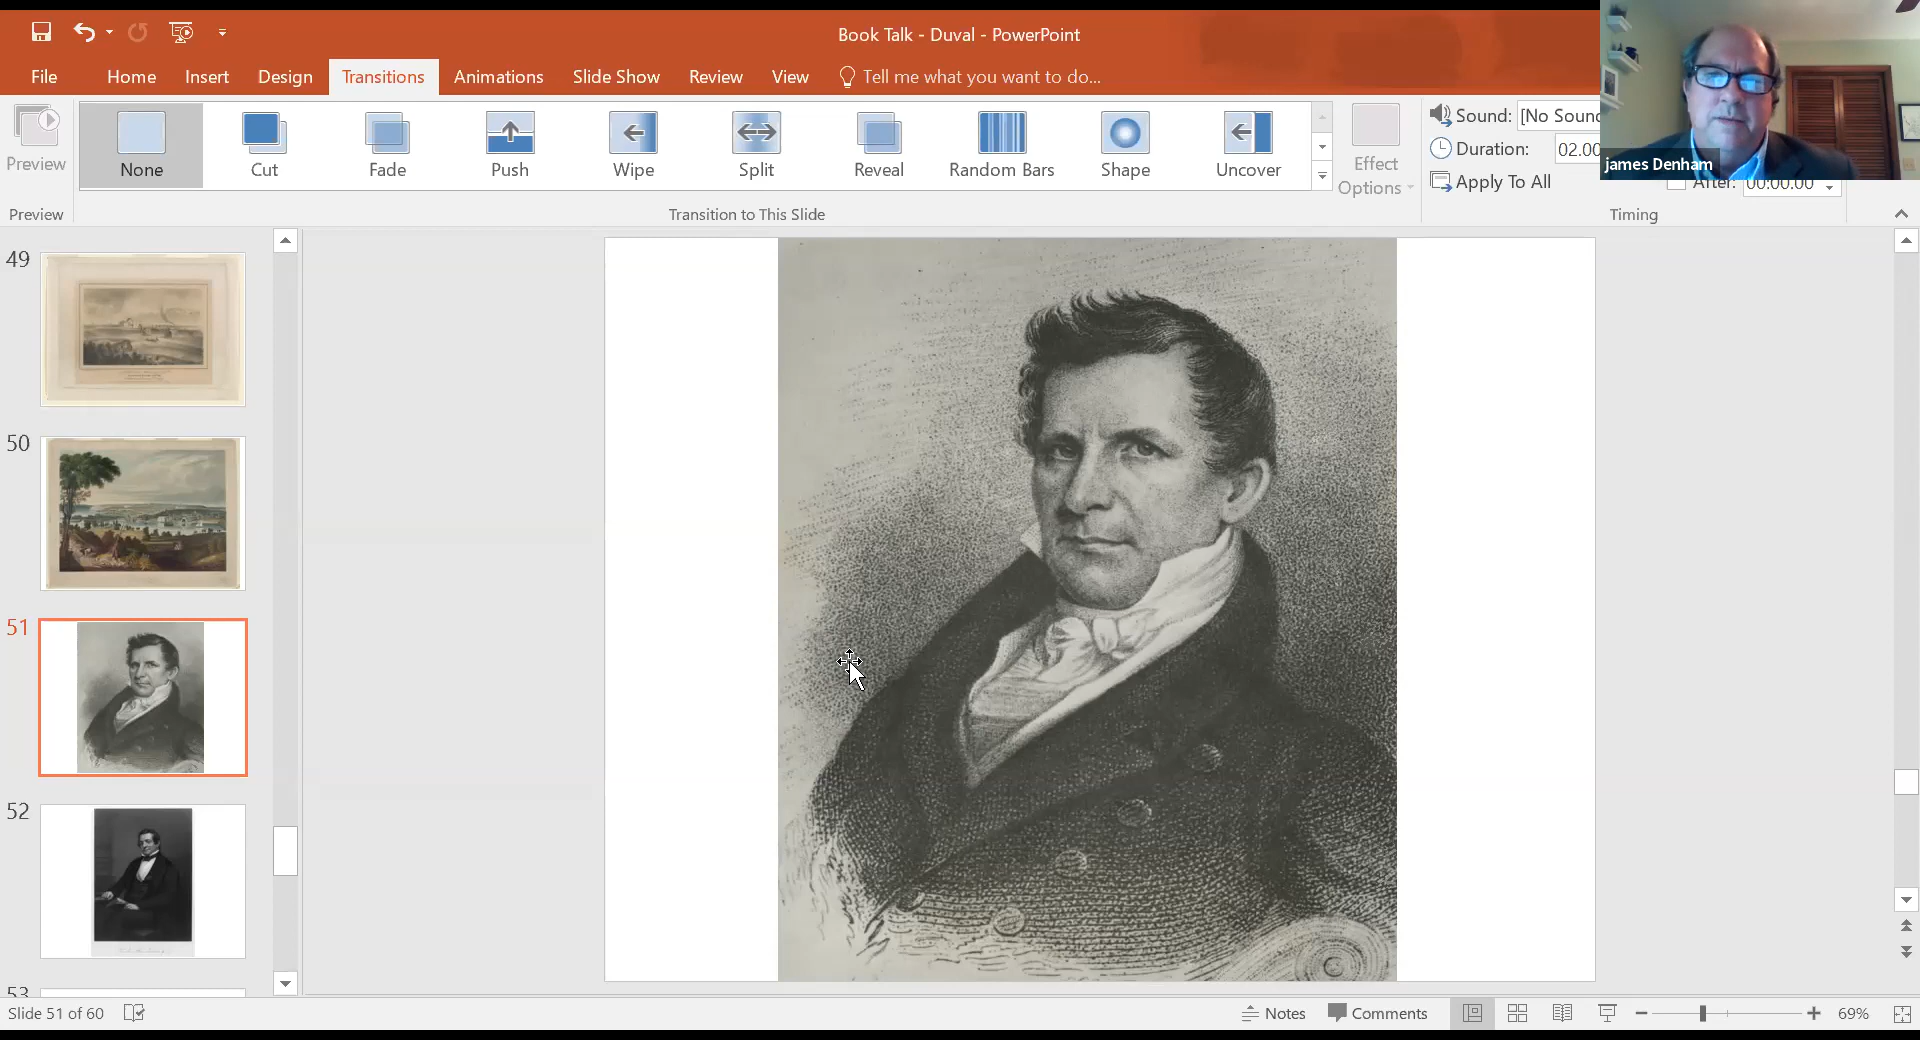 Book Talk - Duval - PowerPoint
File Home Insert Design Transitions Animations Slide Show Review View Tell me what you want to do...
Preview None Cut Fade Push Wipe Split Reveal Random Bars Shape Uncover Effect Options
Sound: [No Soun
Duration: 02.00
Apply To All After: 00:00.00
james Denham
Preview Transition to This Slide Timing
49
50
51
52
53
Slide 51 of 60 Notes Comments 69%